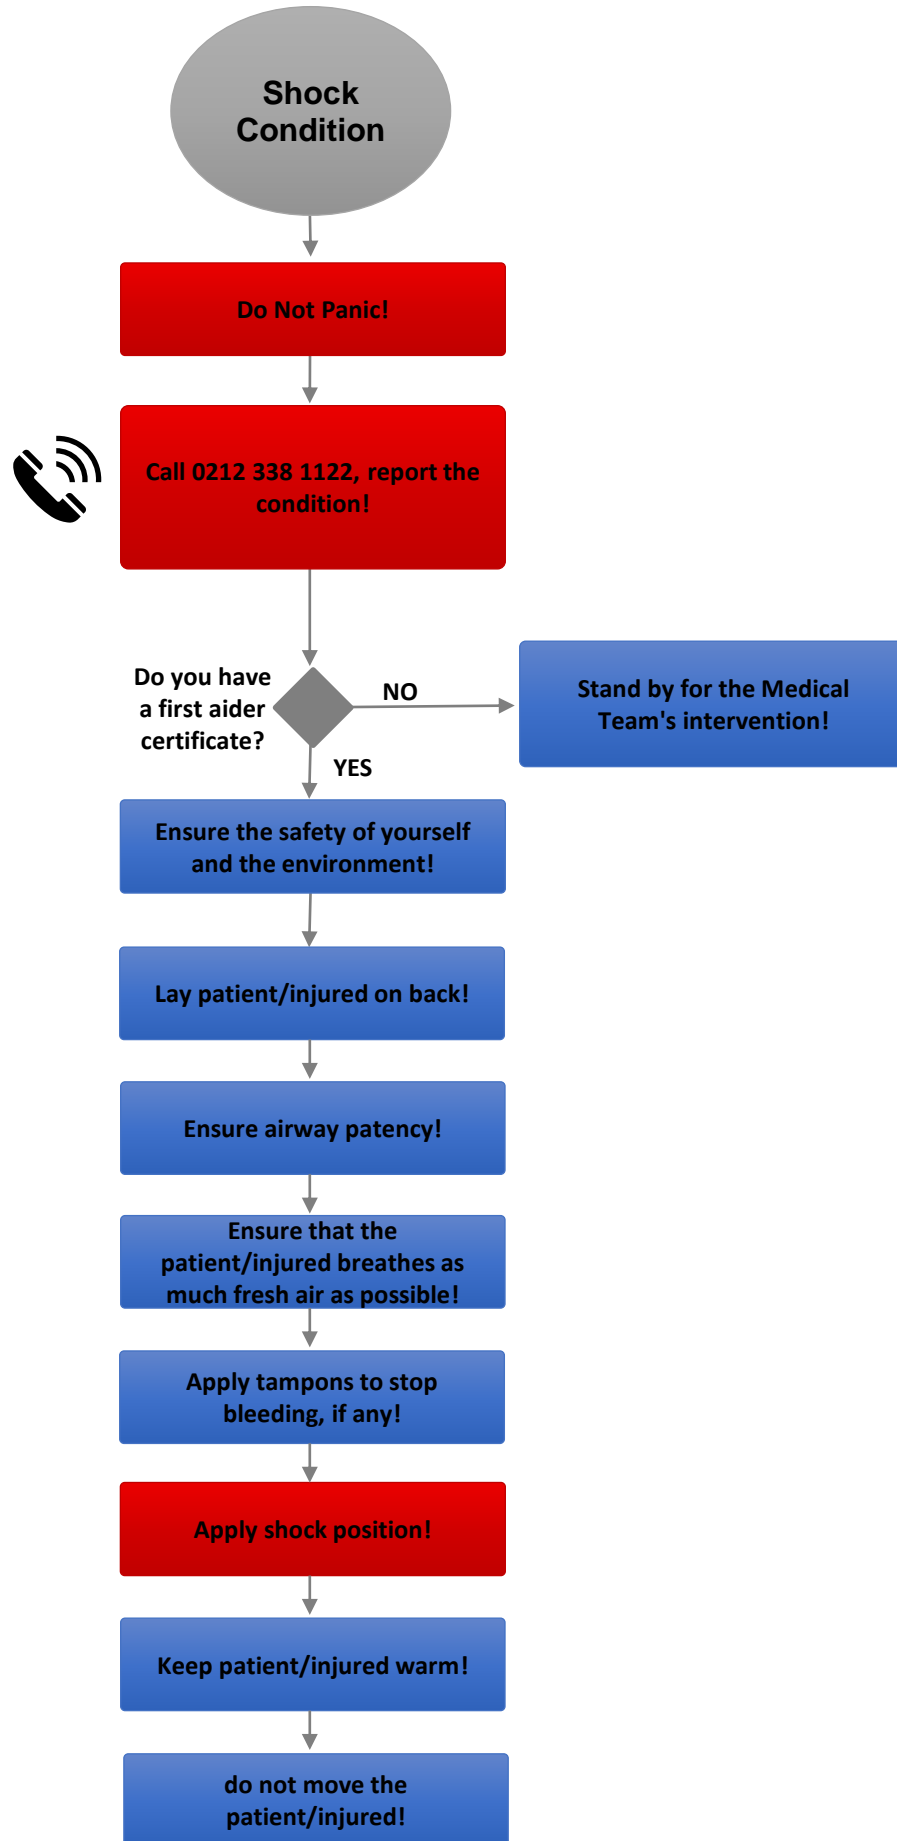 Shock
Condition
Do Not Panic!
Call 0212 338 1122, report the
condition!
Do you have
a first aider
certificate?
NO
Stand by for the Medical
Team's intervention!
YES
Ensure the safety of yourself
and the environment!
Lay patient/injured on back!
Ensure airway patency!
Ensure that the
patient/injured breathes as
much fresh air as possible!
Apply tampons to stop
bleeding, if any!
Apply shock position!
Keep patient/injured warm!
do not move the
patient/injured!